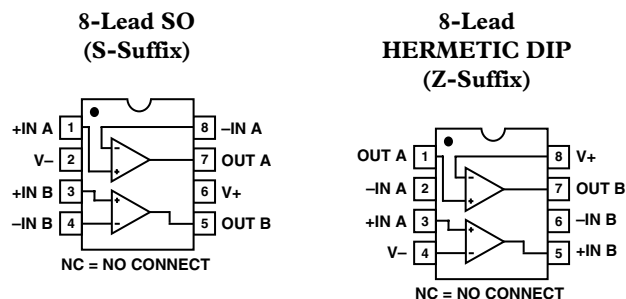 8-Lead SO
(S-Suffix)
+IN A 1
V– 2
+IN B 3
–IN B 4
8 –IN A
7 OUT A
6 V+
5 OUT B
– +
+ –
NC = NO CONNECT
8-Lead
HERMETIC DIP
(Z-Suffix)
OUT A 1
–IN A 2
+IN A 3
V– 4
8 V+
7 OUT B
6 –IN B
5 +IN B
– +
+ –
NC = NO CONNECT